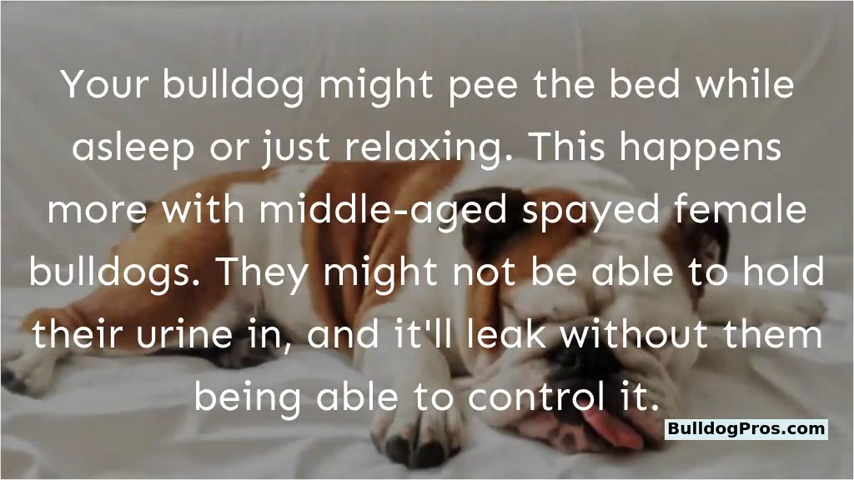 Your bulldog might pee the bed while
asleep or just relaxing. This happens
more with middle-aged spayed female
bulldogs. They might not be able to hold
their urine in, and it'll leak without them
being able to control it.
BulldogPros.com